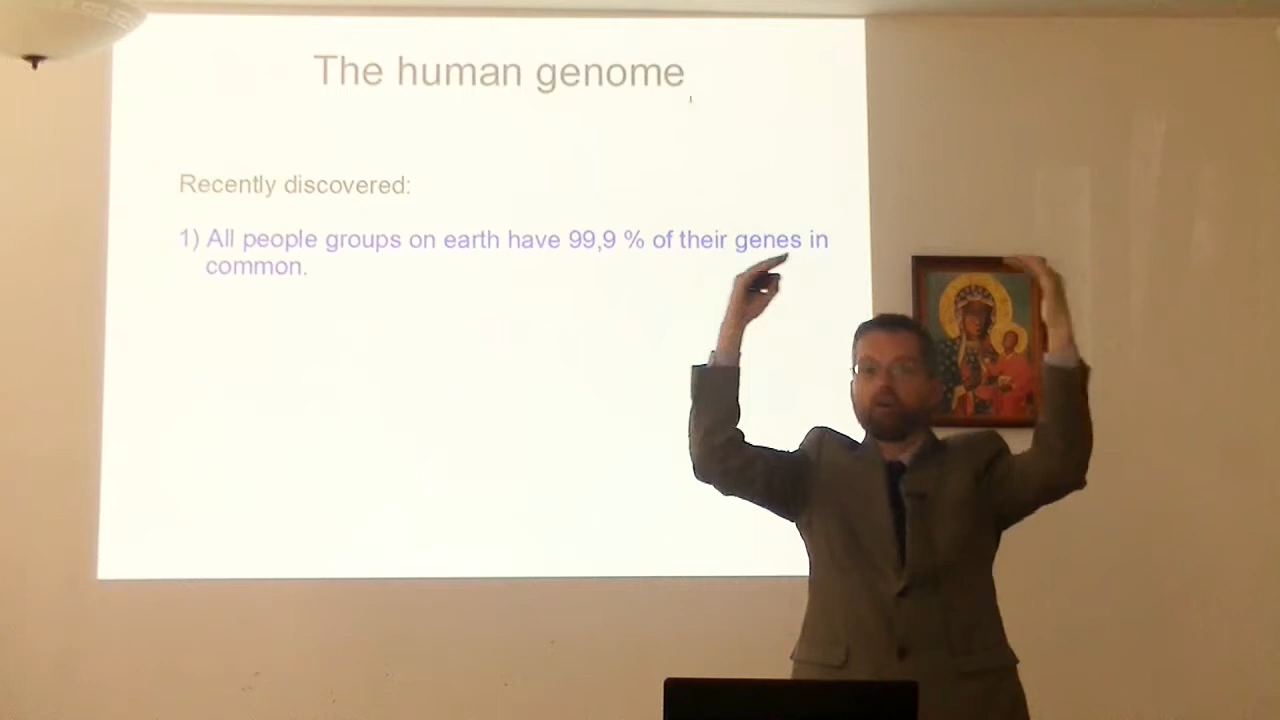 The human genome
Recently discovered:
1) All people groups on earth have 99,9 % of their genes in
common.